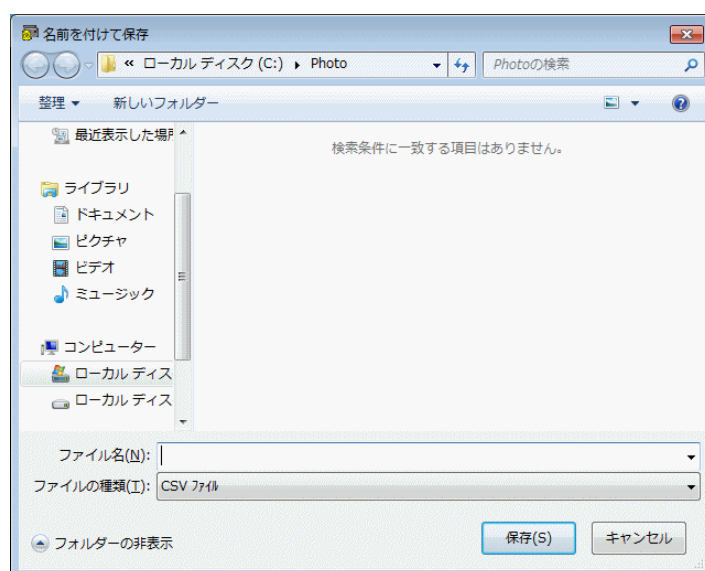 名前を付けて保存
« ローカル ディスク (C:) ▸ Photo
Photoの検索
整理 ▼ 新しいフォルダー
最近表示した場所
検索条件に一致する項目はありません。
ライブラリ
ドキュメント
ピクチャ
ビデオ
ミュージック
コンピューター
ローカル ディス
ローカル ディス
ファイル名(N):
ファイルの種類(T): CSV ファイル
フォルダーの非表示
保存(S)
キャンセル